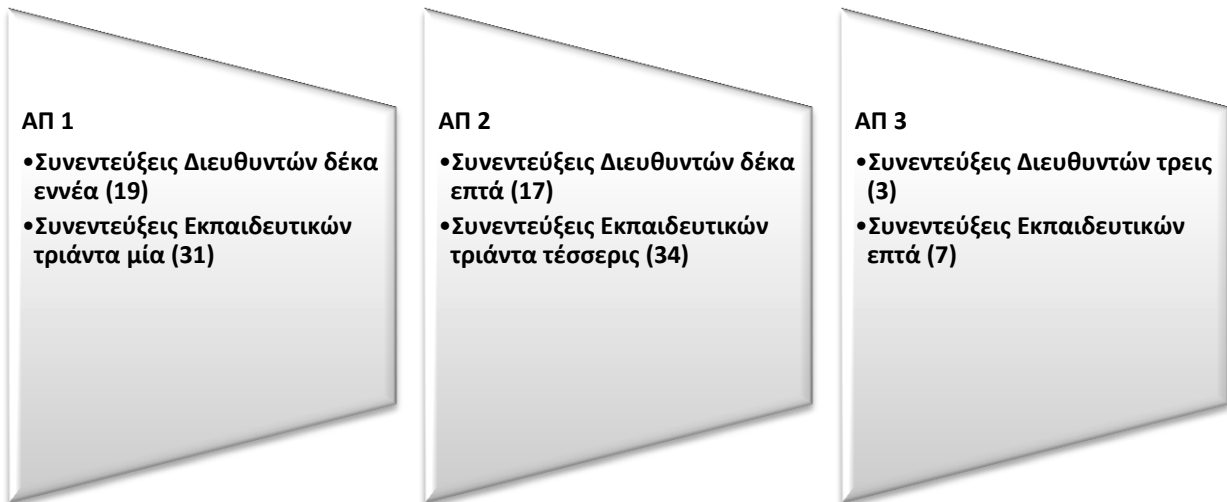 ΑΠ 1
•Συνεντεύξεις Διευθυντών δέκα
εννέα (19)
•Συνεντεύξεις Εκπαιδευτικών
τριάντα μία (31)
ΑΠ 2
•Συνεντεύξεις Διευθυντών δέκα
επτά (17)
•Συνεντεύξεις Εκπαιδευτικών
τριάντα τέσσερις (34)
ΑΠ 3
•Συνεντεύξεις Διευθυντών τρεις
(3)
•Συνεντεύξεις Εκπαιδευτικών
επτά (7)